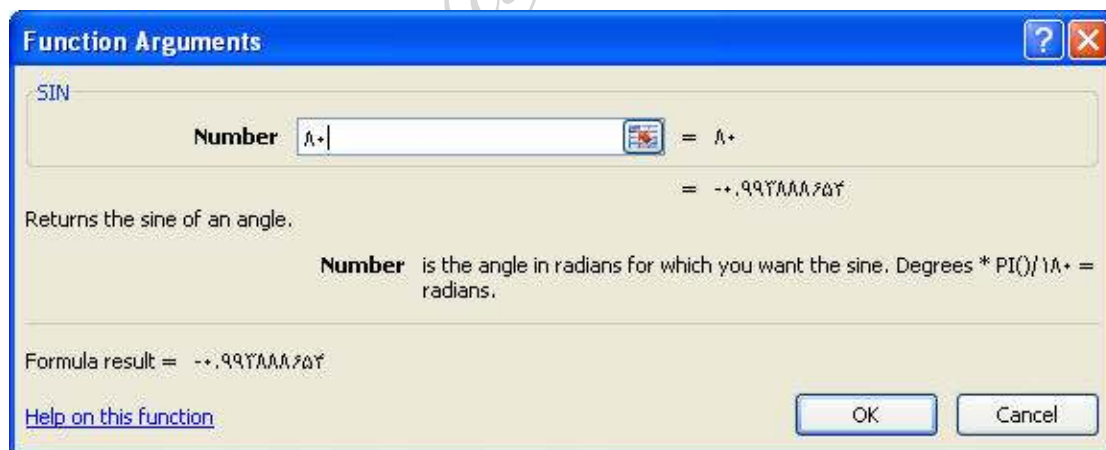 Function Arguments
SIN
Number ۸۰ = ۸۰
= -۰.۹۹۳۸۸۸۶۵۴
Returns the sine of an angle.
Number is the angle in radians for which you want the sine. Degrees * PI()/۱۸۰ =
radians.
Formula result = -۰.۹۹۳۸۸۸۶۵۴
Help on this function
OK Cancel